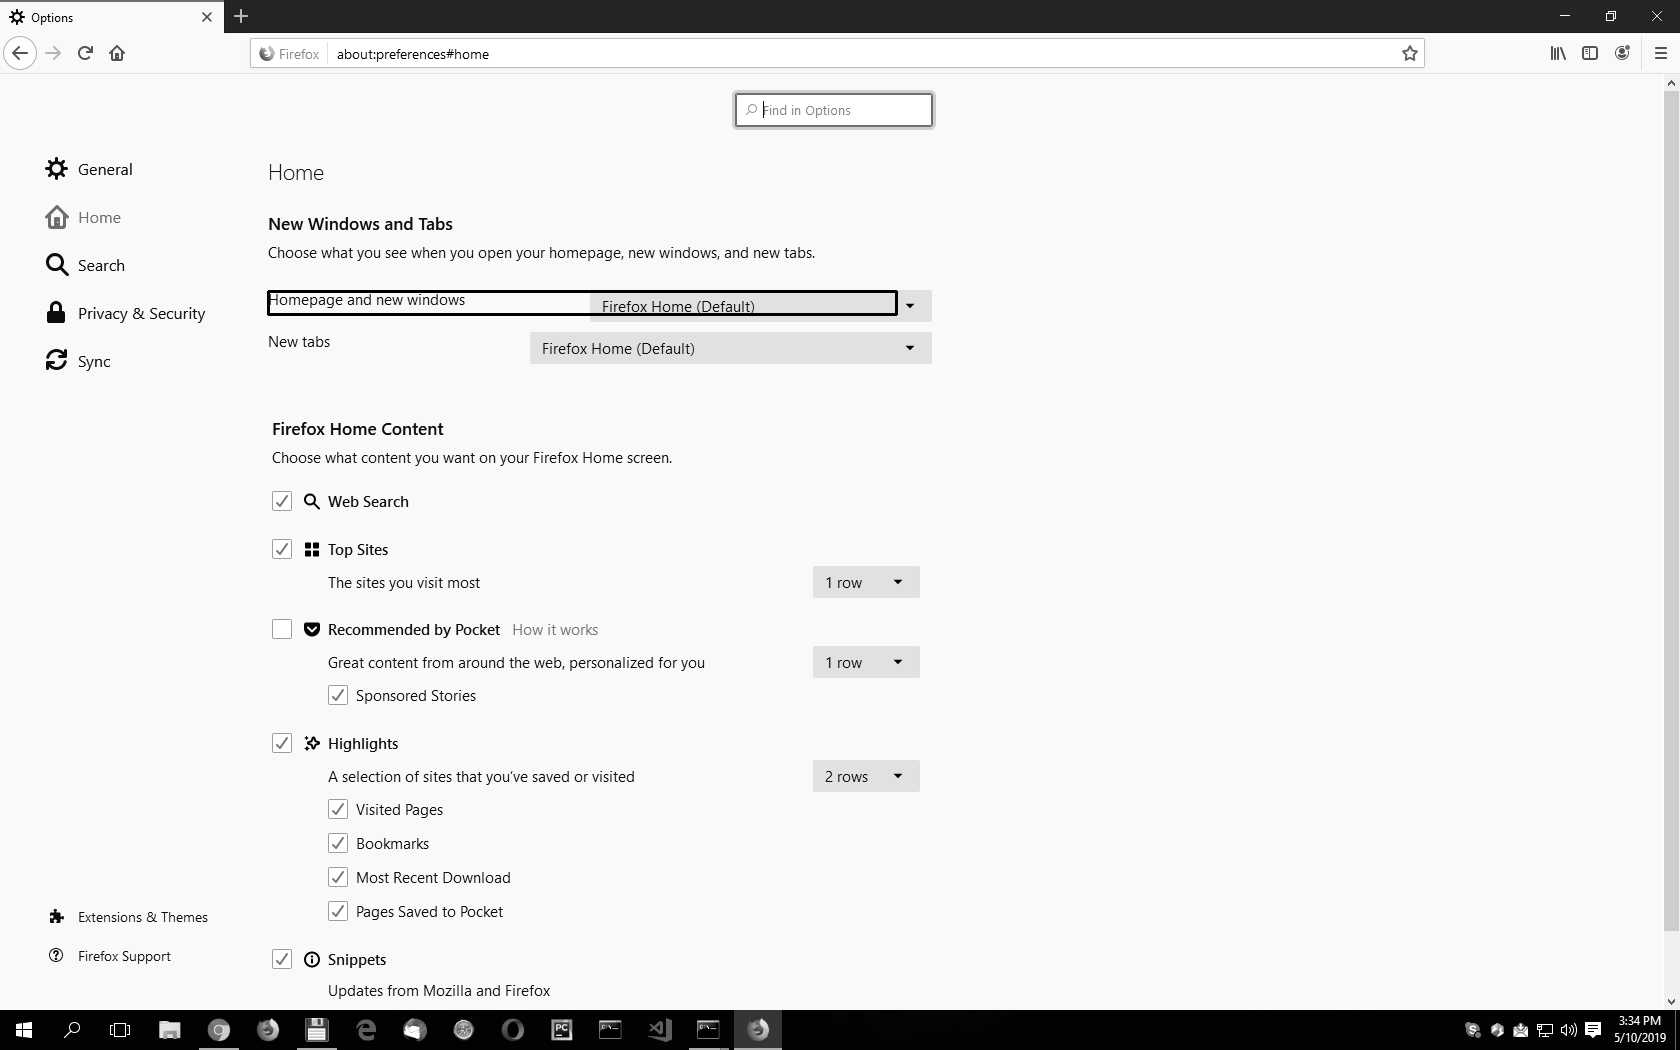 Options
Firefox
about:preferences#home
Find in Options
General
Home
Search
Privacy & Security
Sync
Home
New Windows and Tabs
Choose what you see when you open your homepage, new windows, and new tabs.
Homepage and new windows
Firefox Home (Default)
New tabs
Firefox Home (Default)
Firefox Home Content
Choose what content you want on your Firefox Home screen.
Web Search
Top Sites
The sites you visit most
1 row
Recommended by Pocket How it works
Great content from around the web, personalized for you
1 row
Sponsored Stories
Highlights
A selection of sites that you've saved or visited
2 rows
Visited Pages
Bookmarks
Most Recent Download
Pages Saved to Pocket
Extensions & Themes
Firefox Support
Snippets
Updates from Mozilla and Firefox
PC
3:34 PM
5/10/2019